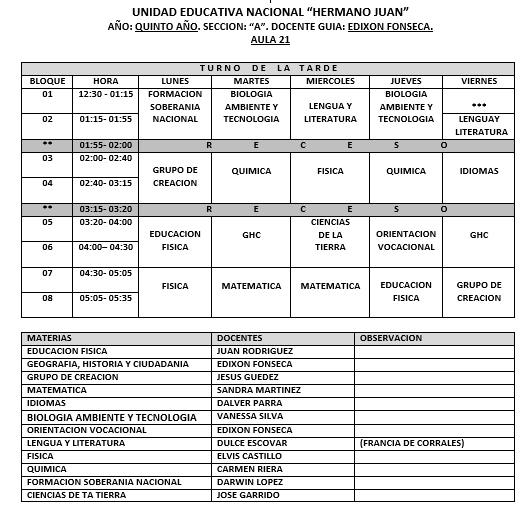 UNIDAD EDUCATIVA NACIONAL “HERMANO JUAN”
AÑO: QUINTO AÑO. SECCION: “A”. DOCENTE GUIA: EDIXON FONSECA.
AULA 21
TURNO DE LA TARDE
BLOQUE HORA LUNES MARTES MIERCOLES JUEVES VIERNES
01 12:30 - 01:15 FORMACION SOBERANIA NACIONAL BIOLOGIA AMBIENTE Y TECNOLOGIA LENGUA Y LITERATURA BIOLOGIA AMBIENTE Y TECNOLOGIA ***
02 01:15- 01:55 LENGUAY LITERATURA
** 01:55- 02:00 R E C E S O
03 02:00- 02:40 GRUPO DE CREACION QUIMICA FISICA QUIMICA IDIOMAS
04 02:40- 03:15
** 03:15- 03:20 R E C E S O
05 03:20- 04:00 EDUCACION FISICA GHC CIENCIAS DE LA TIERRA ORIENTACION VOCACIONAL GHC
06 04:00– 04:30
07 04:30- 05:05 FISICA MATEMATICA MATEMATICA EDUCACION FISICA GRUPO DE CREACION
08 05:05- 05:35
MATERIAS DOCENTES OBSERVACION
EDUCACION FISICA JUAN RODRIGUEZ
GEOGRAFIA, HISTORIA Y CIUDADANIA EDIXON FONSECA
GRUPO DE CREACION JESUS GUEDEZ
MATEMATICA SANDRA MARTINEZ
IDIOMAS DALVER PARRA
BIOLOGIA AMBIENTE Y TECNOLOGIA VANESSA SILVA
ORIENTACION VOCACIONAL EDIXON FONSECA
LENGUA Y LITERATURA DULCE ESCOVAR (FRANCIA DE CORRALES)
FISICA ELVIS CASTILLO
QUIMICA CARMEN RIERA
FORMACION SOBERANIA NACIONAL DARWIN LOPEZ
CIENCIAS DE TA TIERRA JOSE GARRIDO